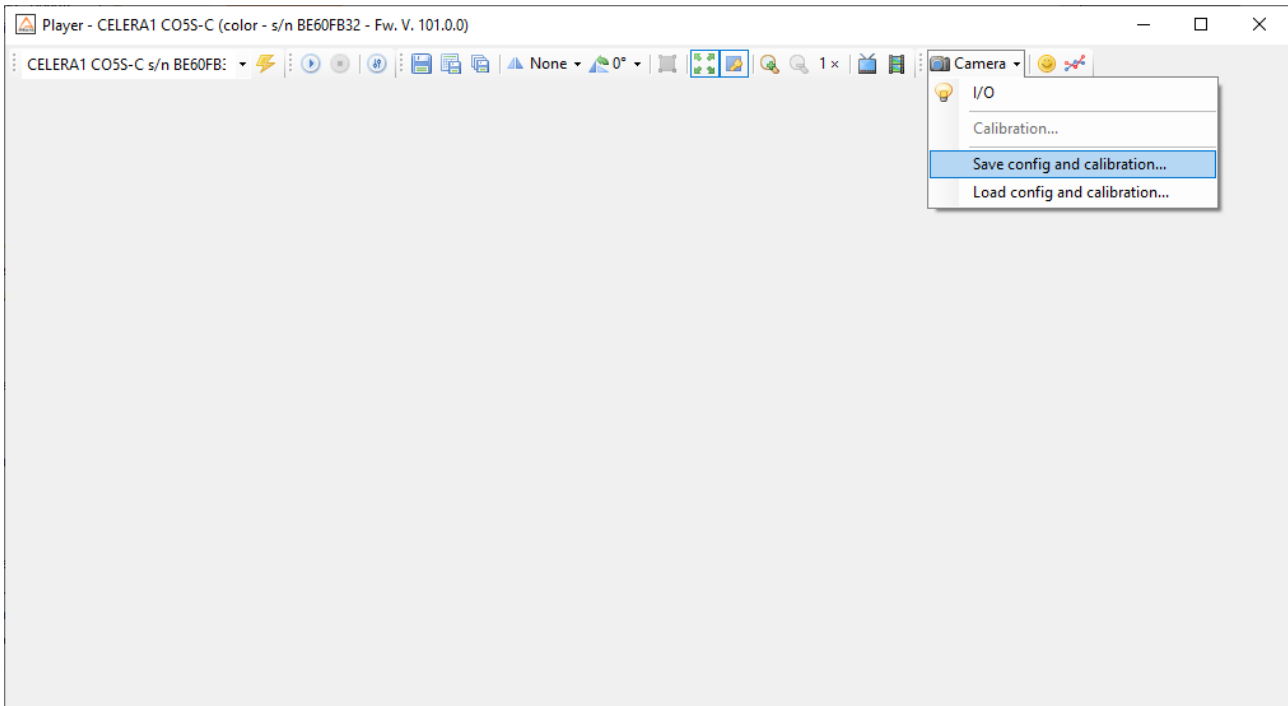 Player - CELERA1 CO5S-C (color - s/n BE60FB32 - Fw. V. 101.0.0)
CELERA1 CO5S-C s/n BE60FB: None 0° 1 × Camera
I/O
Calibration...
Save config and calibration...
Load config and calibration...